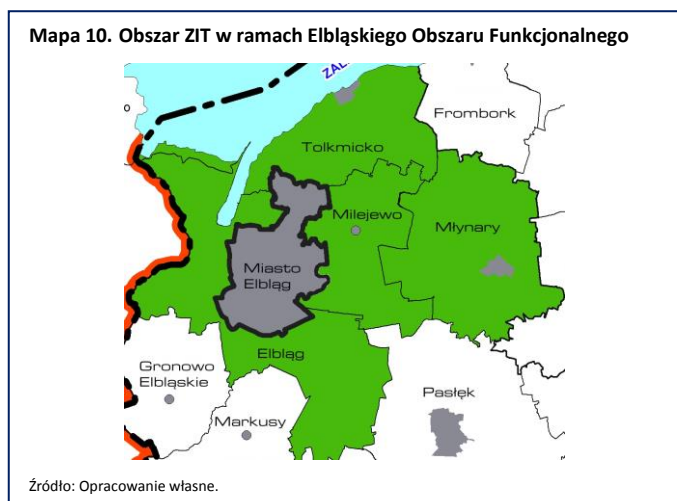 Mapa 10. Obszar ZIT w ramach Elbląskiego Obszaru Funkcjonalnego
ZAL
Frombork
Tolkmicko
Milejewo
Młynary
Miasto
Elbląg
Elbląg
Gronowo
Elbląskie
Pasłęk
Markusy
Źródło: Opracowanie własne.